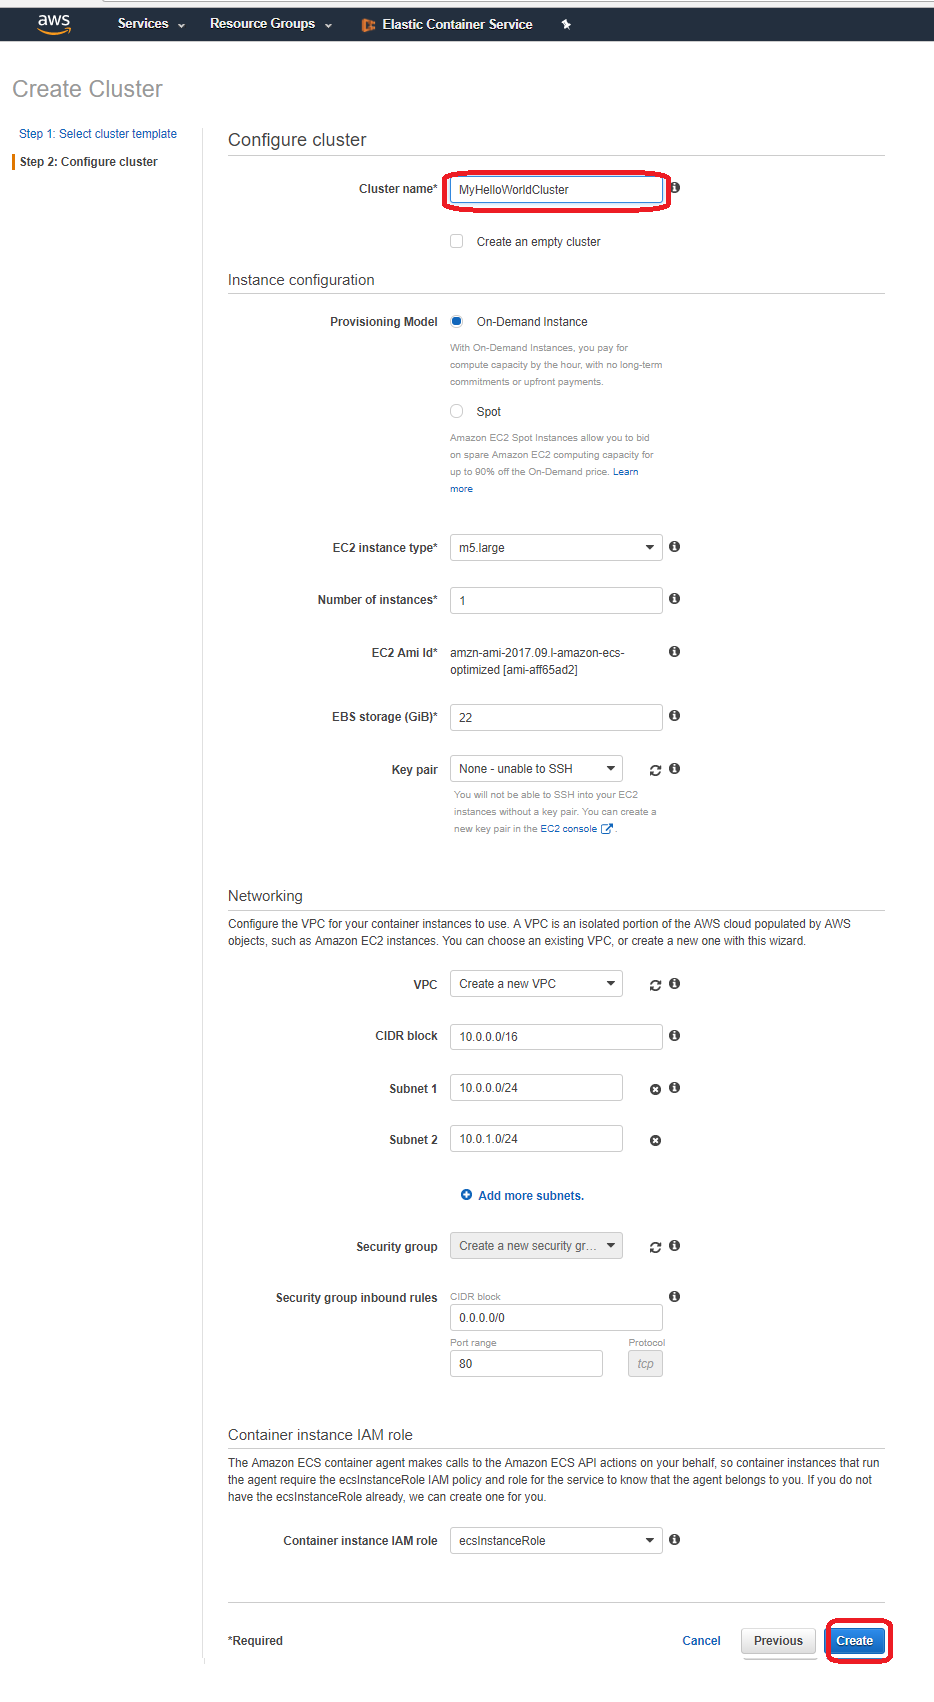 aws
Services
Resource Groups
Elastic Container Service
Create Cluster
Step 1: Select cluster template
Step 2: Configure cluster
Configure cluster
Cluster name*
MyHelloWorldCluster
Create an empty cluster
Instance configuration
Provisioning Model
On-Demand Instance
With On-Demand Instances, you pay for
compute capacity by the hour, with no long-term
commitments or upfront payments.
Spot
Amazon EC2 Spot Instances allow you to bid
on spare Amazon EC2 computing capacity for
up to 90% off the On-Demand price. Learn
more
EC2 instance type*
m5.large
Number of instances*
1
EC2 Ami Id*
amzn-ami-2017.09.l-amazon-ecs-
optimized [ami-aff65ad2]
EBS storage (GiB)*
22
Key pair
None - unable to SSH
You will not be able to SSH into your EC2
instances without a key pair. You can create a
new key pair in the EC2 console .
Networking
Configure the VPC for your container instances to use. A VPC is an isolated portion of the AWS cloud populated by AWS
objects, such as Amazon EC2 instances. You can choose an existing VPC, or create a new one with this wizard.
VPC
Create a new VPC
CIDR block
10.0.0.0/16
Subnet 1
10.0.0.0/24
Subnet 2
10.0.1.0/24
Add more subnets.
Security group
Create a new security gr...
Security group inbound rules
CIDR block
0.0.0.0/0
Port range
Protocol
80
tcp
Container instance IAM role
The Amazon ECS container agent makes calls to the Amazon ECS API actions on your behalf, so container instances that run
the agent require the ecsInstanceRole IAM policy and role for the service to know that the agent belongs to you. If you do not
have the ecsInstanceRole already, we can create one for you.
Container instance IAM role
ecsInstanceRole
*Required
Cancel
Previous
Create